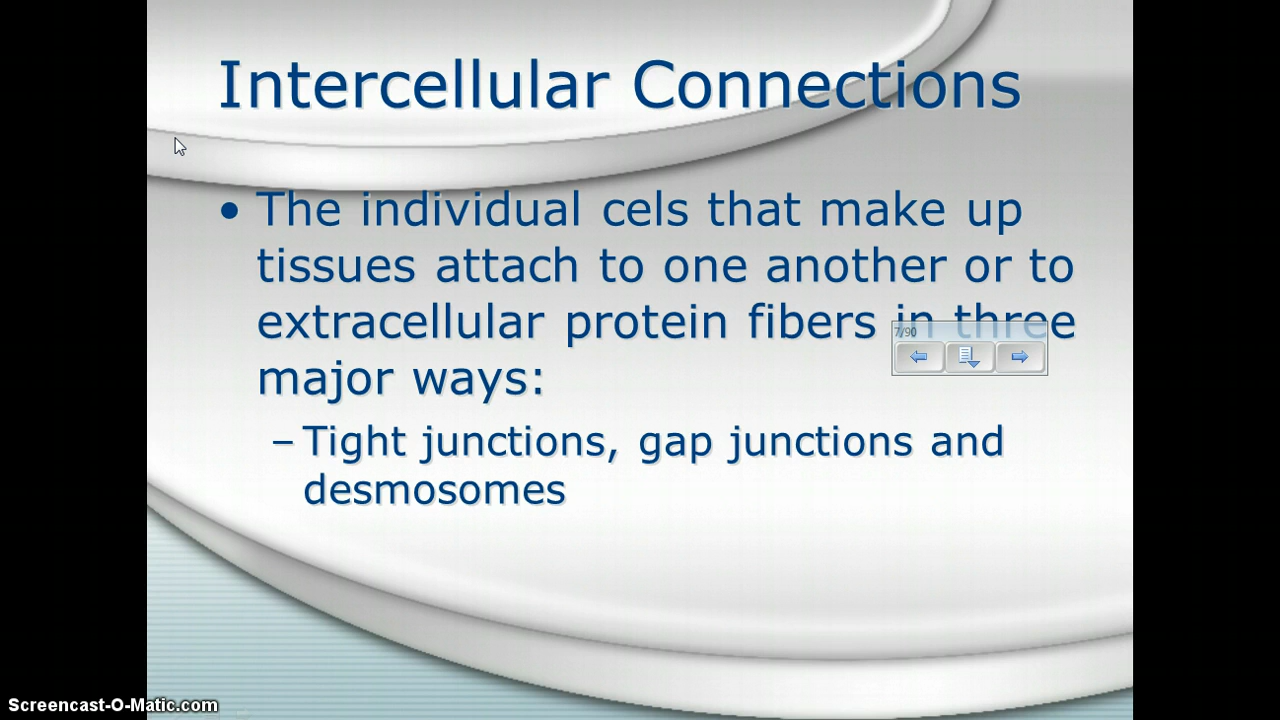 Intercellular Connections
• The individual cels that make up
tissues attach to one another or to
extracellular protein fibers in three
7/90
major ways:
– Tight junctions, gap junctions and
desmosomes
Screencast-O-Matic.com